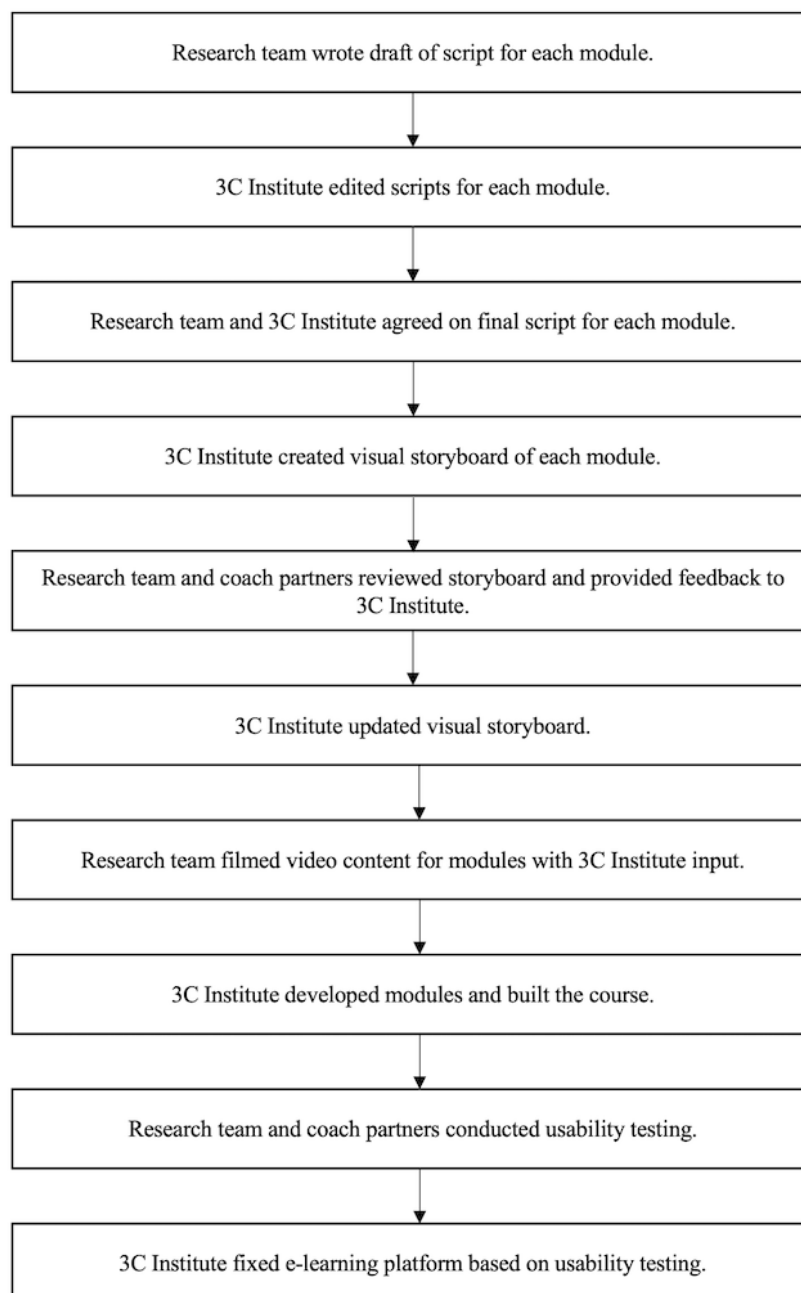 Research team wrote draft of script for each module.
3C Institute edited scripts for each module.
Research team and 3C Institute agreed on final script for each module.
3C Institute created visual storyboard of each module.
Research team and coach partners reviewed storyboard and provided feedback to
3C Institute.
3C Institute updated visual storyboard.
Research team filmed video content for modules with 3C Institute input.
3C Institute developed modules and built the course.
Research team and coach partners conducted usability testing.
3C Institute fixed e-learning platform based on usability testing.